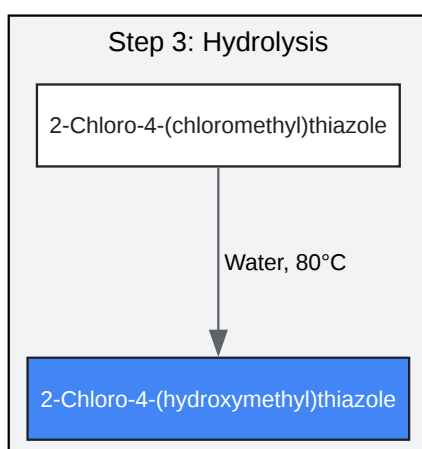 Step 3: Hydrolysis
2-Chloro-4-(chloromethyl)thiazole
Water, 80°C
2-Chloro-4-(hydroxymethyl)thiazole